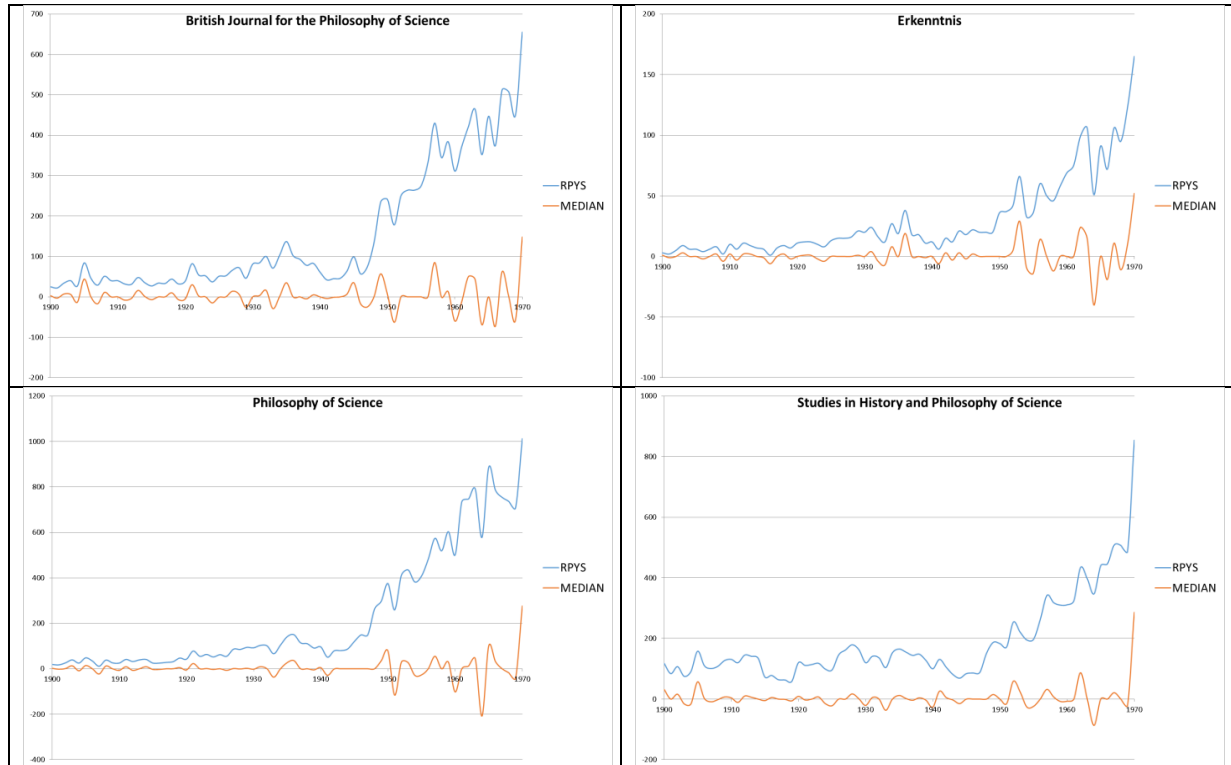 British Journal for the Philosophy of Science
700
600
500
400
300
200
100
0
-100
-200
1900 1910 1920 1930 1940 1950 1960 1970
RPYS
MEDIAN
Erkenntnis
200
150
100
50
0
-50
-100
1900 1910 1920 1930 1940 1950 1960 1970
RPYS
MEDIAN
Philosophy of Science
1200
1000
800
600
400
200
0
-200
-400
1900 1910 1920 1930 1940 1950 1960 1970
RPYS
MEDIAN
Studies in History and Philosophy of Science
1000
800
600
400
200
0
-200
1900 1910 1920 1930 1940 1950 1960 1970
RPYS
MEDIAN